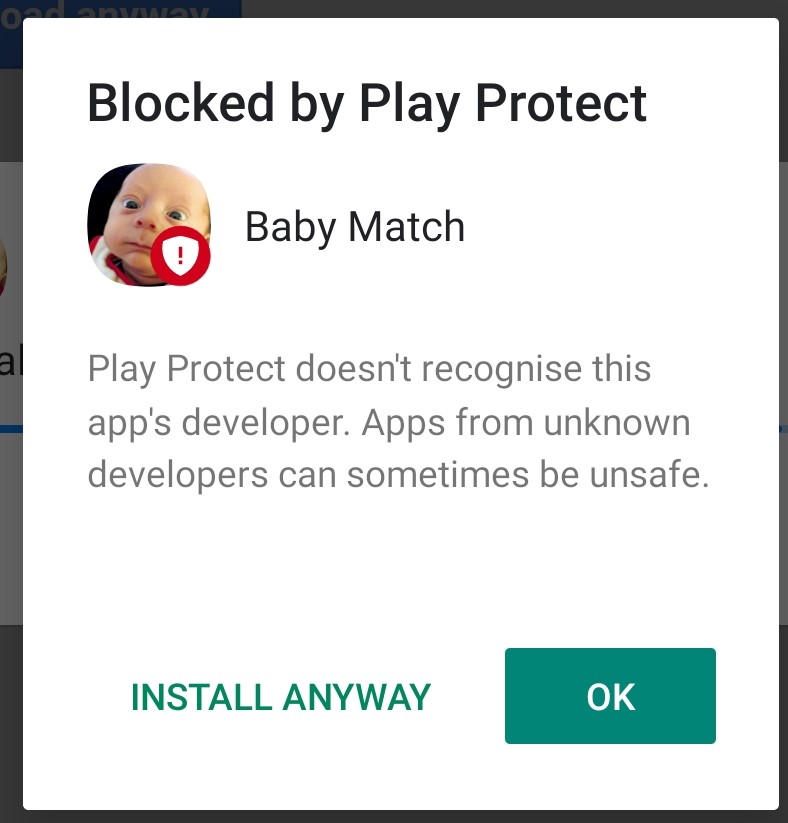 oad anyway
Blocked by Play Protect
Baby Match
al
Play Protect doesn't recognise this
app's developer. Apps from unknown
developers can sometimes be unsafe.
INSTALL ANYWAY
OK